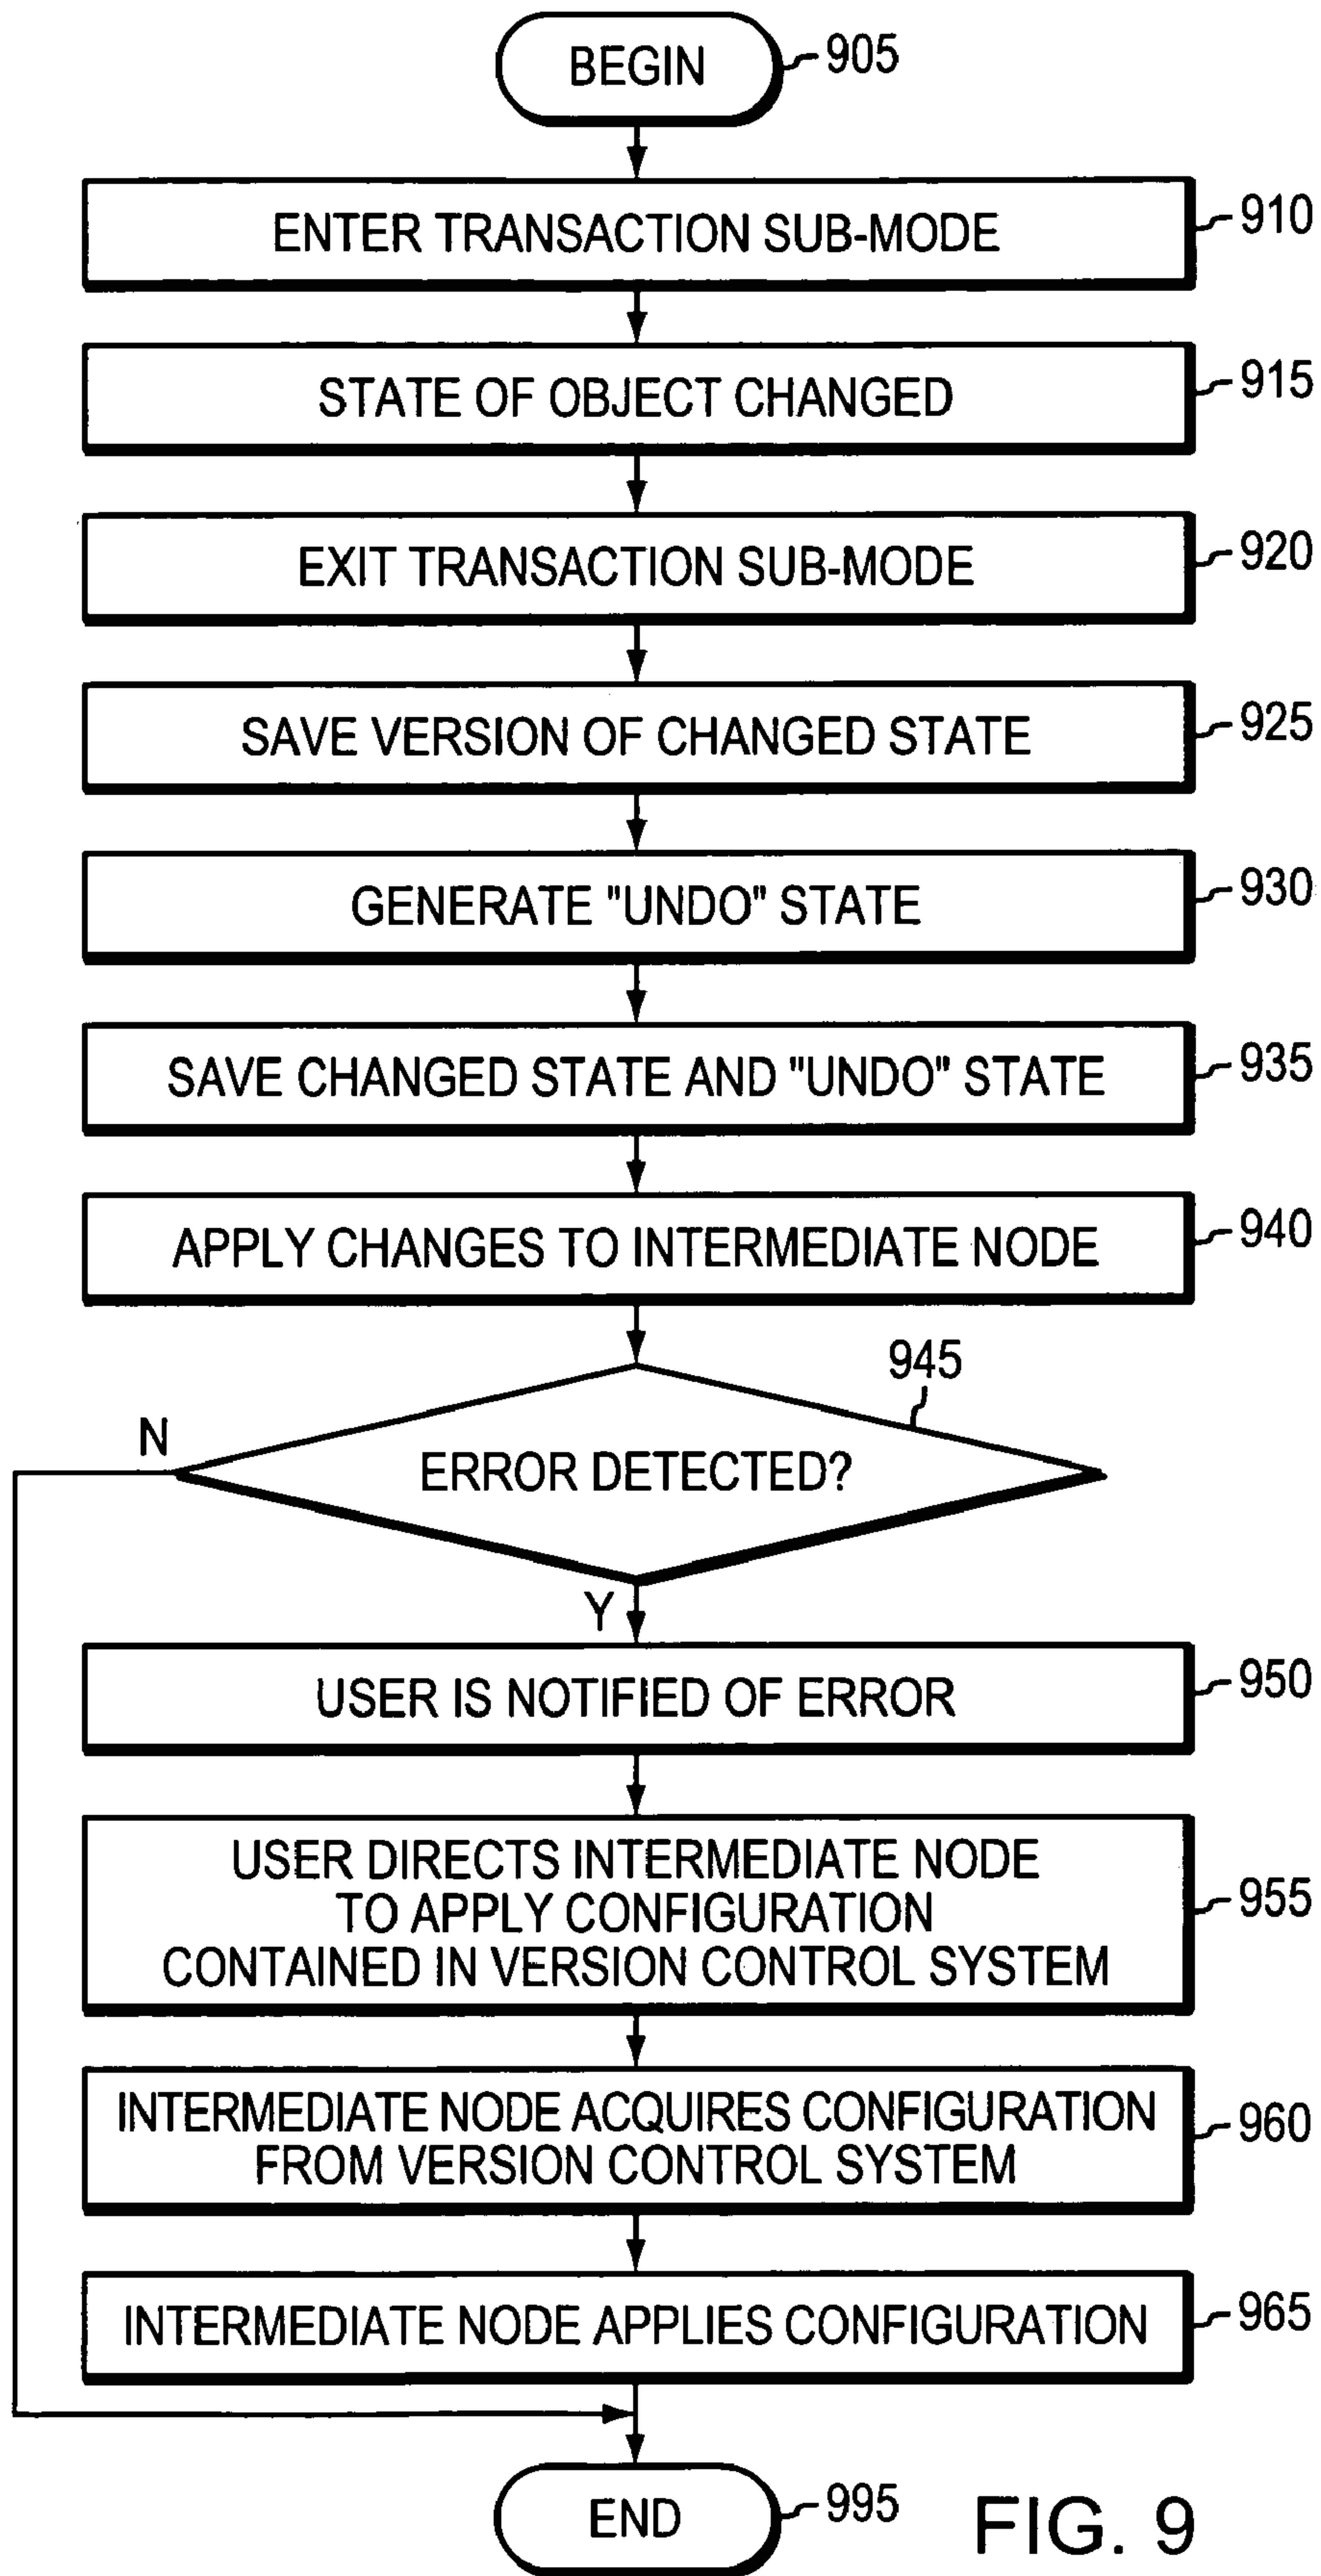 BEGIN
905
ENTER TRANSACTION SUB-MODE
910
STATE OF OBJECT CHANGED
915
EXIT TRANSACTION SUB-MODE
920
SAVE VERSION OF CHANGED STATE
925
GENERATE "UNDO" STATE
930
SAVE CHANGED STATE AND "UNDO" STATE
935
APPLY CHANGES TO INTERMEDIATE NODE
940
945
N
ERROR DETECTED?
Y
USER IS NOTIFIED OF ERROR
950
USER DIRECTS INTERMEDIATE NODE
TO APPLY CONFIGURATION
CONTAINED IN VERSION CONTROL SYSTEM
955
INTERMEDIATE NODE ACQUIRES CONFIGURATION
FROM VERSION CONTROL SYSTEM
960
INTERMEDIATE NODE APPLIES CONFIGURATION
965
END
995
FIG. 9